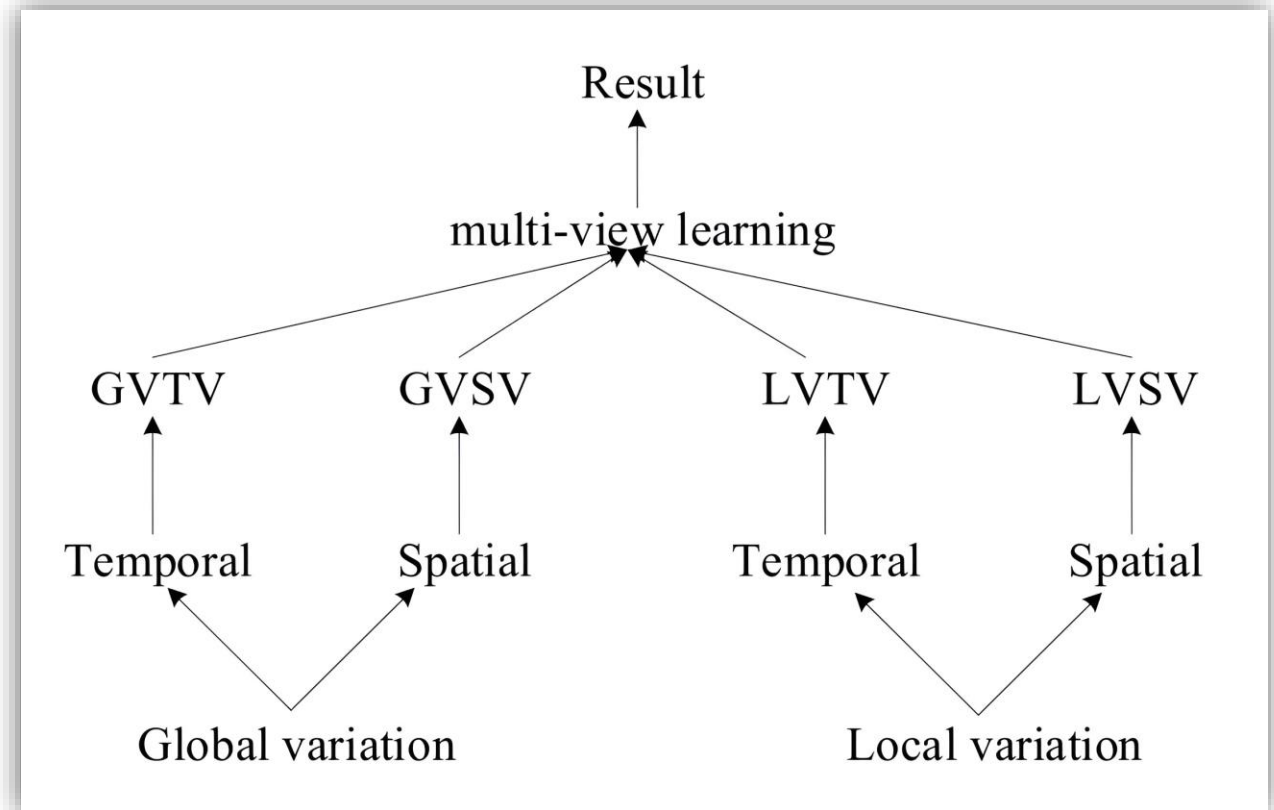 Result
multi-view learning
GVTV GVSV LVTV LVSV
Temporal Spatial Temporal Spatial
Global variation Local variation